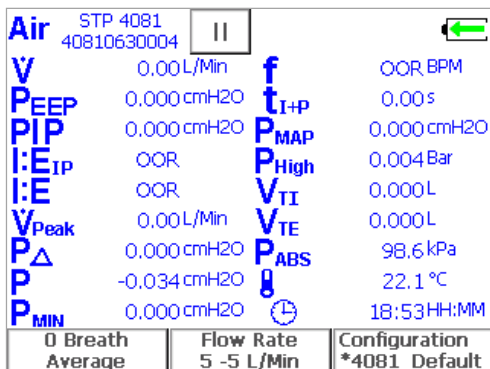 Air STP 4081
40810630004
V̇ 0.00 L/Min f OOR BPM
PEEP 0.000 cmH2O tI+P 0.00 s
PIP 0.000 cmH2O PMAP 0.000 cmH2O
I:EIP OOR PHigh 0.004 Bar
I:E OOR VTI 0.000 L
V̇Peak 0.00 L/Min VTE 0.000 L
P△ 0.000 cmH2O PABS 98.6 kPa
P -0.034 cmH2O 22.1 °C
PMIN 0.000 cmH2O 18:53 HH:MM
0 Breath Flow Rate Configuration
Average 5 -5 L/Min *4081 Default